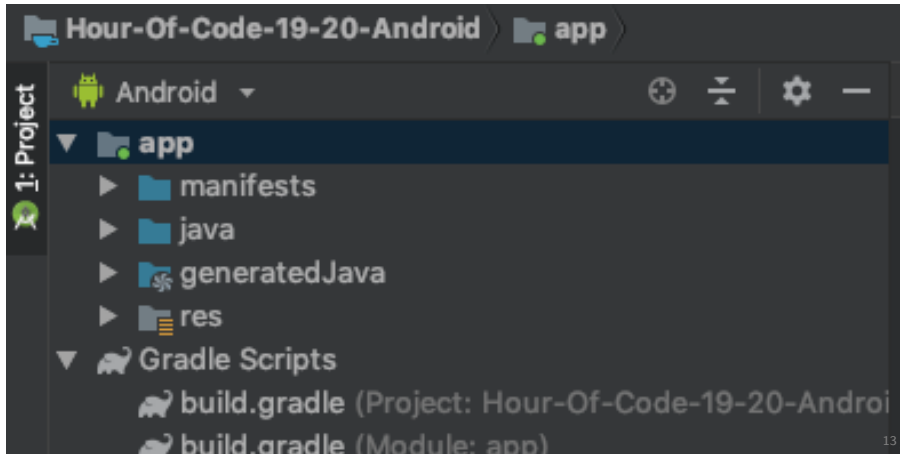 Hour-Of-Code-19-20-Android app
1: Project
Android
app
manifests
java
generatedJava
res
Gradle Scripts
build.gradle (Project: Hour-Of-Code-19-20-Androi
build.gradle (Module: app)
13